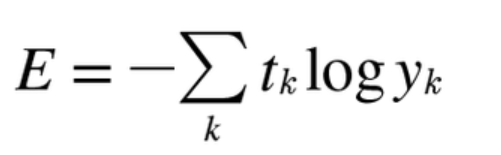 E = −∑ₖ tₖ log yₖ